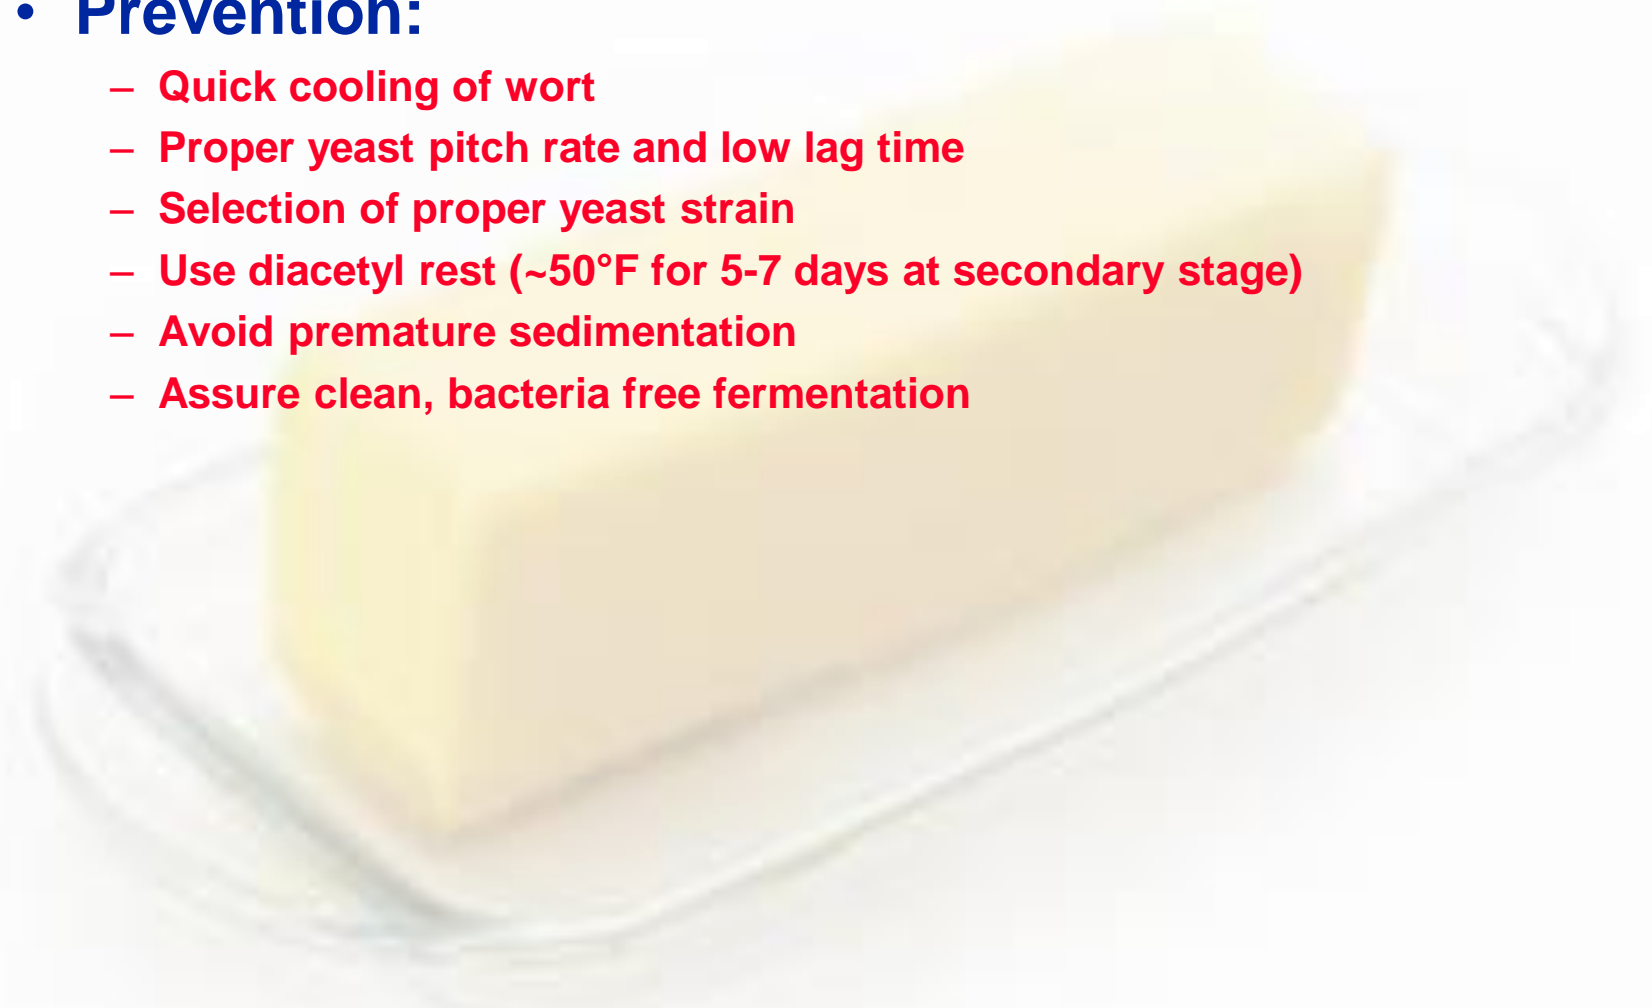 • Prevention:
– Quick cooling of wort
– Proper yeast pitch rate and low lag time
– Selection of proper yeast strain
– Use diacetyl rest (~50°F for 5-7 days at secondary stage)
– Avoid premature sedimentation
– Assure clean, bacteria free fermentation